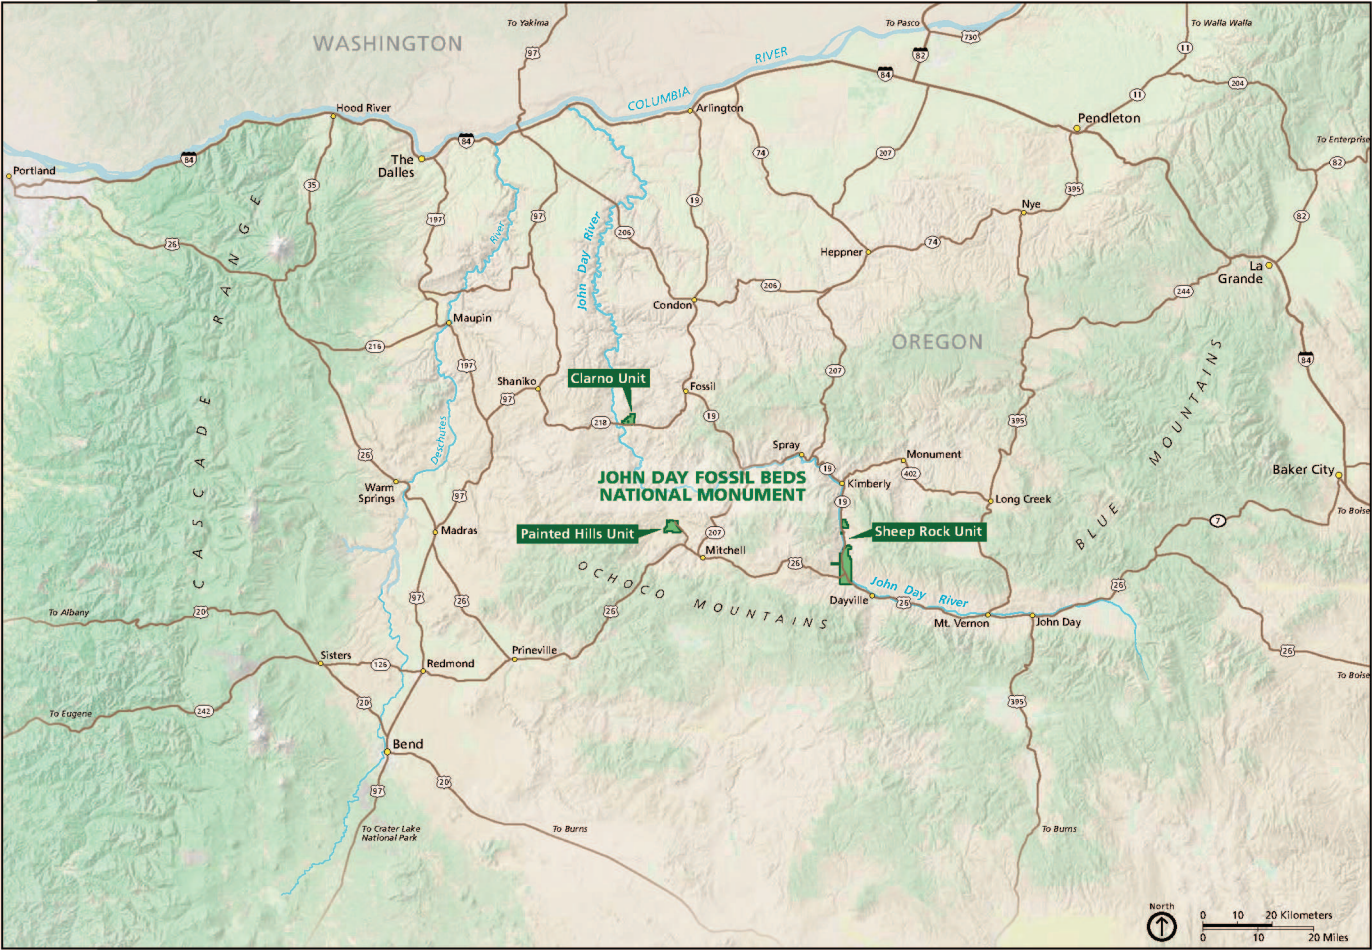 To Yakima
To Pasco
To Walla Walla
WASHINGTON
97
730
82
11
RIVER
84
204
COLUMBIA
11
Hood River
Arlington
Pendleton
84
To Enterprise
84
The
Dalles
74
207
82
Portland
35
395
19
197
97
Nye
82
River
206
26
John Day River
74
Heppner
La
Grande
206
244
Condon
Maupin
OREGON
216
84
197
207
Shaniko
Clarno Unit
Fossil
97
19
395
218
CASCADE RANGE
Deschutes
BLUE MOUNTAINS
Spray
Monument
26
19
402
Baker City
JOHN DAY FOSSIL BEDS
NATIONAL MONUMENT
Kimberly
Warm
Springs
97
19
Long Creek
To Boise
7
Madras
Painted Hills Unit
207
Sheep Rock Unit
Mitchell
26
OCHOCO MOUNTAINS
John Day River
26
97
26
26
Dayville
26
To Albany
20
Mt. Vernon
John Day
Sisters
126
Redmond
Prineville
26
To Boise
20
395
To Eugene
242
Bend
20
97
To Crater Lake
National Park
To Burns
To Burns
North
0 10 20 Kilometers
0 10 20 Miles